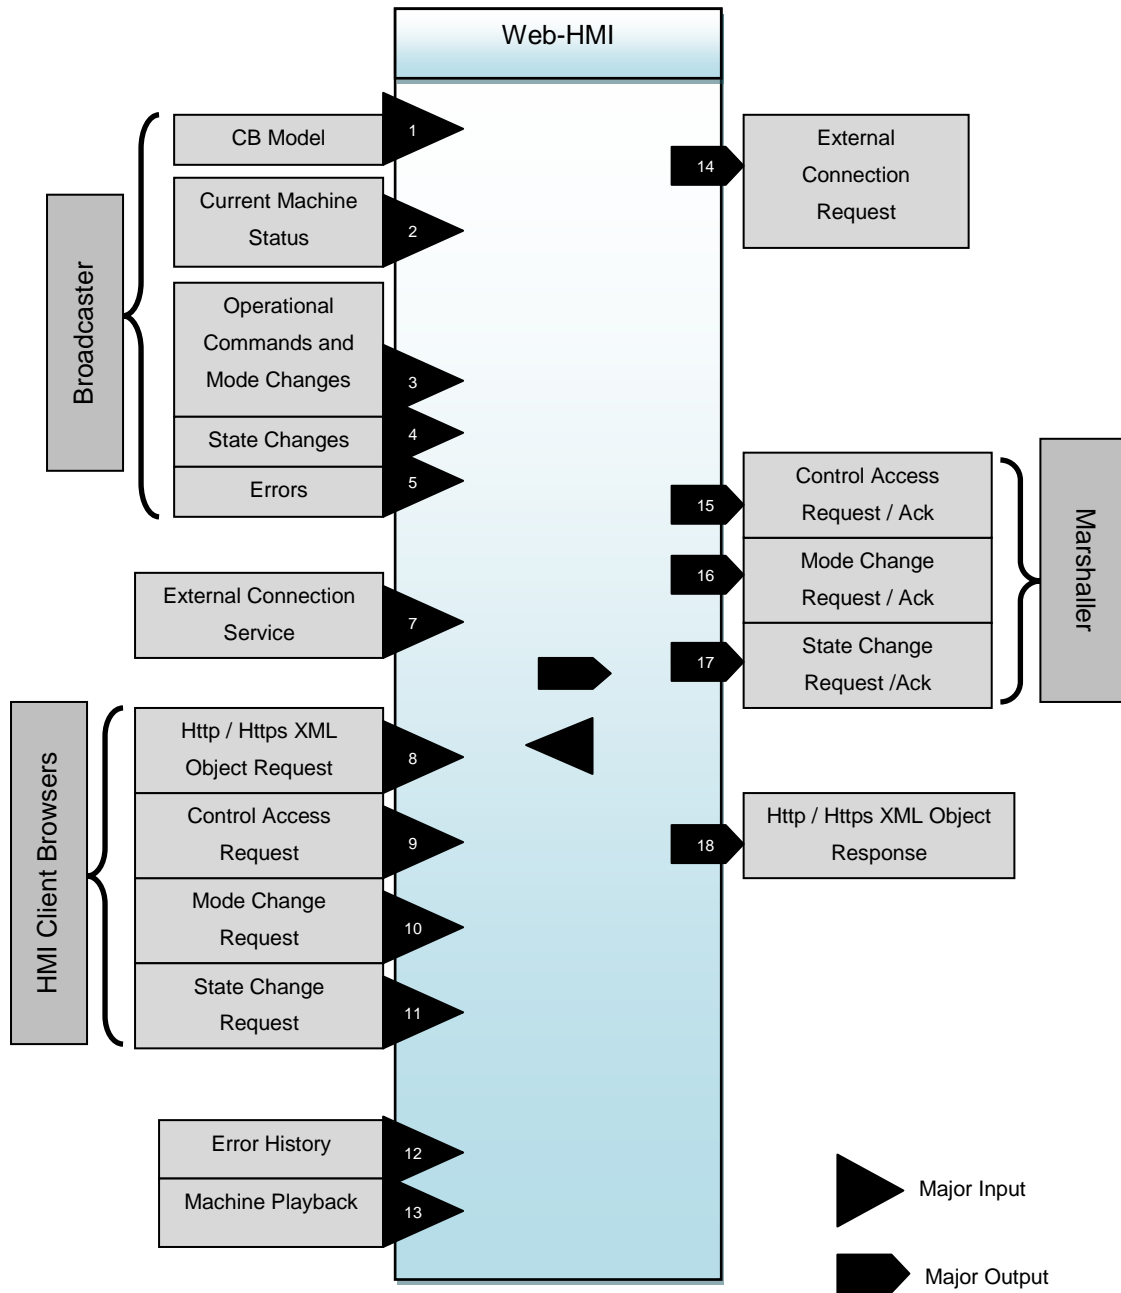 Web-HMI
Broadcaster
CB Model
1
Current Machine
Status
2
Operational
Commands and
Mode Changes
3
State Changes
4
Errors
5
External Connection
Service
7
HMI Client Browsers
Http / Https XML
Object Request
8
Control Access
Request
9
Mode Change
Request
10
State Change
Request
11
Error History
12
Machine Playback
13
14
External
Connection
Request
15
Control Access
Request / Ack
16
Mode Change
Request / Ack
17
State Change
Request /Ack
Marshaller
18
Http / Https XML Object
Response
Major Input
Major Output